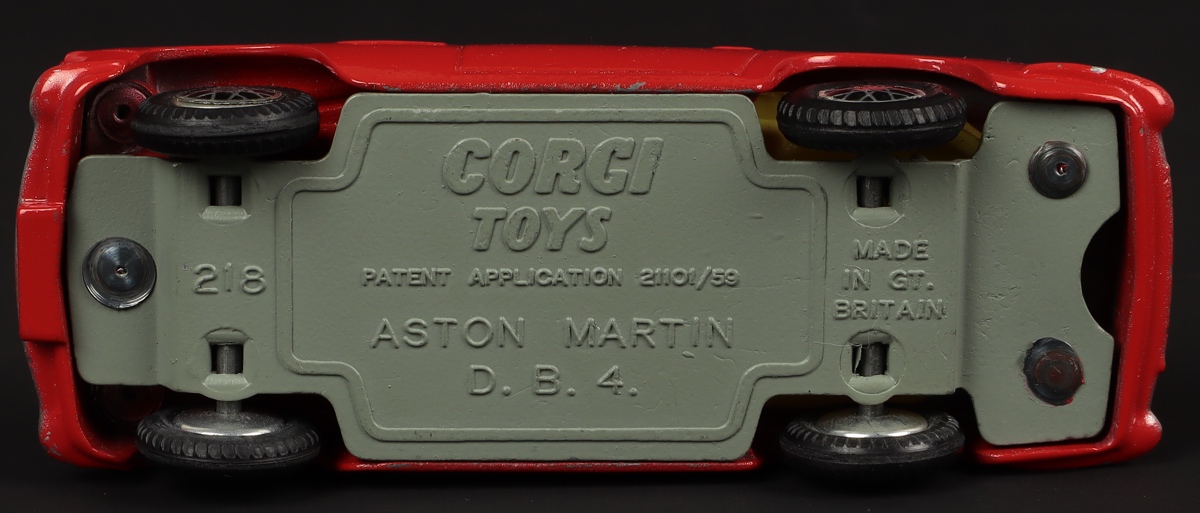 218
CORGI
TOYS
PATENT APPLICATION 21101/59
ASTON MARTIN
D. B. 4.
MADE
IN GT.
BRITAIN